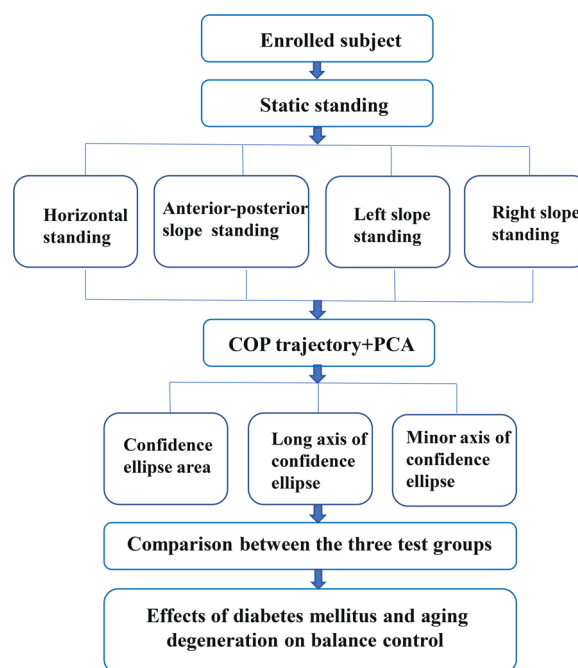 Enrolled subject
Static standing
Horizontal
standing
Anterior-posterior
slope standing
Left slope
standing
Right slope
standing
COP trajectory+PCA
Confidence
ellipse area
Long axis of
confidence
ellipse
Minor axis of
confidence
ellipse
Comparison between the three test groups
Effects of diabetes mellitus and aging
degeneration on balance control